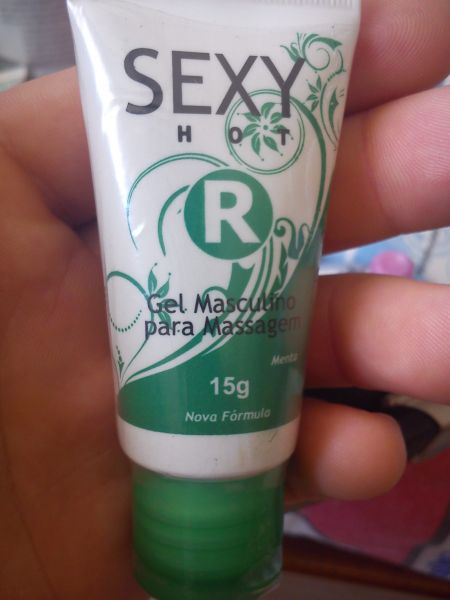 SEXY
HOT
R
Gel Masculino
para Massagem
Menta
15g
Nova Fórmula